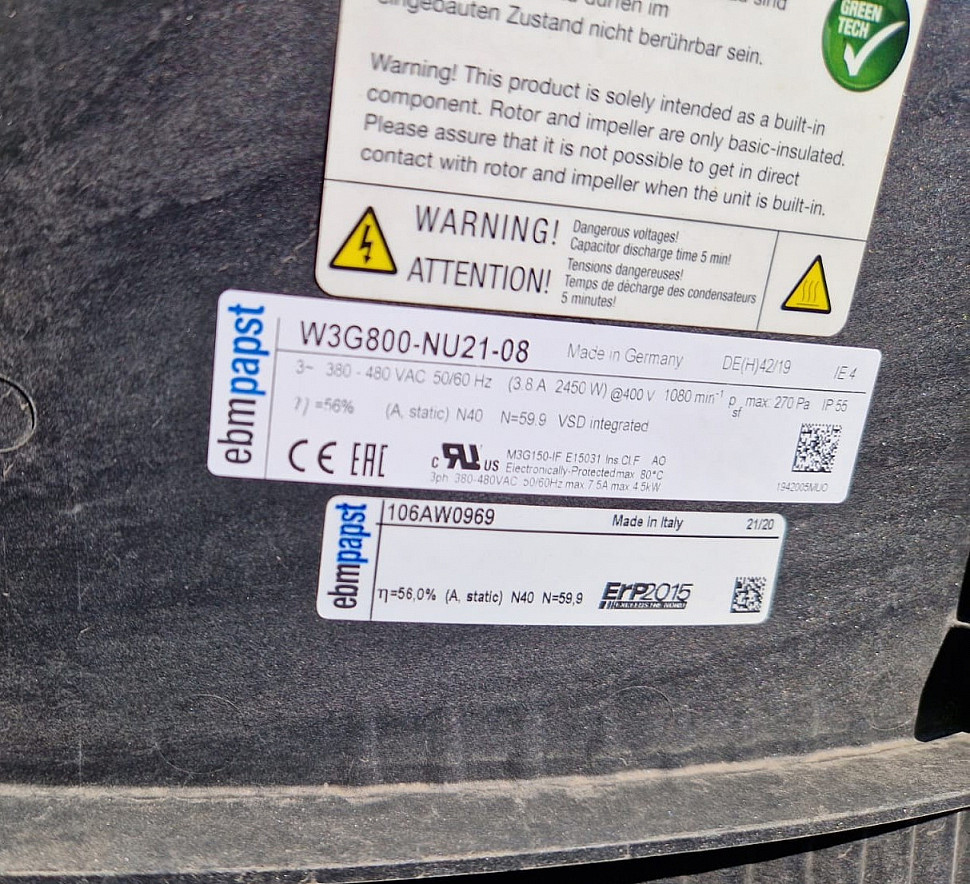 dürfen im
eingebauten Zustand nicht berührbar sein.
GREEN
TECH
Warning! This product is solely intended as a built-in
component. Rotor and impeller are only basic-insulated.
Please assure that it is not possible to get in direct
contact with rotor and impeller when the unit is built-in.
WARNING!
ATTENTION!
Dangerous voltages!
Capacitor discharge time 5 min!
Tensions dangereuses!
Temps de décharge des condensateurs
5 minutes!
ebmpapst
W3G800-NU21-08 Made in Germany DE(H)42/19 IE4
3~ 380 - 480 VAC 50/60 Hz (3.8 A 2450 W) @400 V 1080 min⁻¹ psf max. 270 Pa IP 55
η =56% (A, static) N40 N=59.9 VSD integrated
CE EAC c RU US
M3G150-IF E15031 Ins.Cl.F AO
Electronically-Protected max. 80°C
3ph 380-480VAC 50/60Hz max.7.5A max.4.5kW
1942005MUO
ebmpapst
106AW0969 Made in Italy 21/20
η=56,0% (A, static) N40 N=59,9 ErP2015